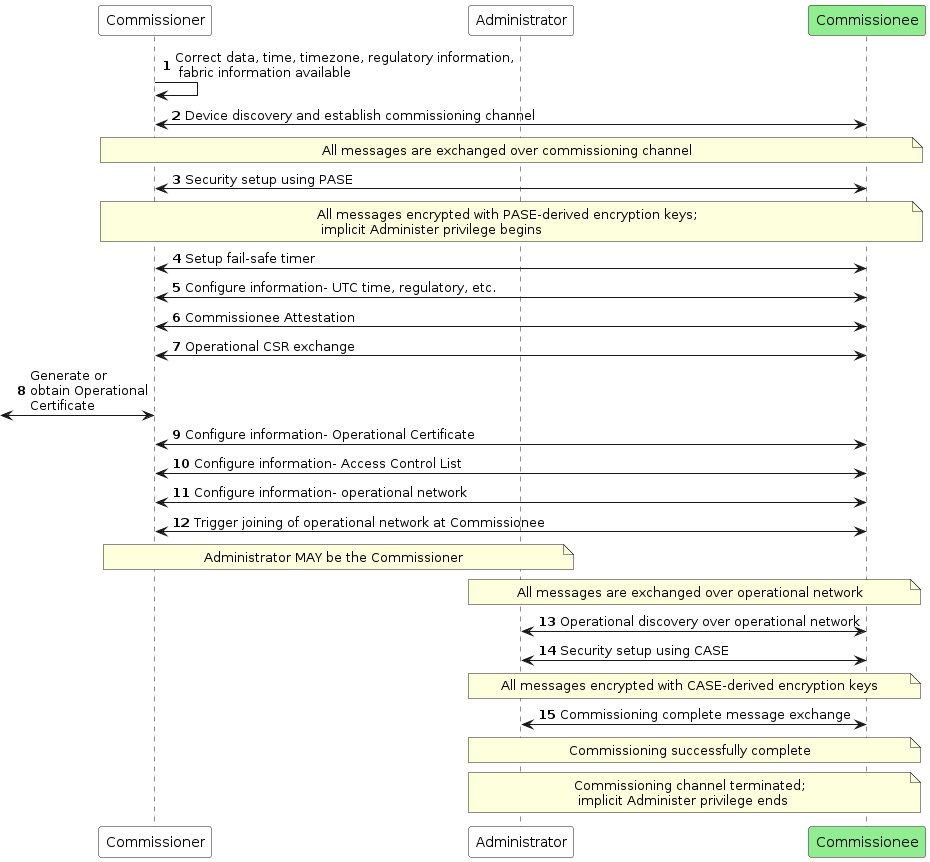 Commissioner Administrator Commissionee
1 Correct data, time, timezone, regulatory information,
fabric information available
2 Device discovery and establish commissioning channel
All messages are exchanged over commissioning channel
3 Security setup using PASE
All messages encrypted with PASE-derived encryption keys;
implicit Administer privilege begins
4 Setup fail-safe timer
5 Configure information- UTC time, regulatory, etc.
6 Commissionee Attestation
7 Operational CSR exchange
Generate or
8 obtain Operational
Certificate
9 Configure information- Operational Certificate
10 Configure information- Access Control List
11 Configure information- operational network
12 Trigger joining of operational network at Commissionee
Administrator MAY be the Commissioner
All messages are exchanged over operational network
13 Operational discovery over operational network
14 Security setup using CASE
All messages encrypted with CASE-derived encryption keys
15 Commissioning complete message exchange
Commissioning successfully complete
Commissioning channel terminated;
implicit Administer privilege ends
Commissioner Administrator Commissionee